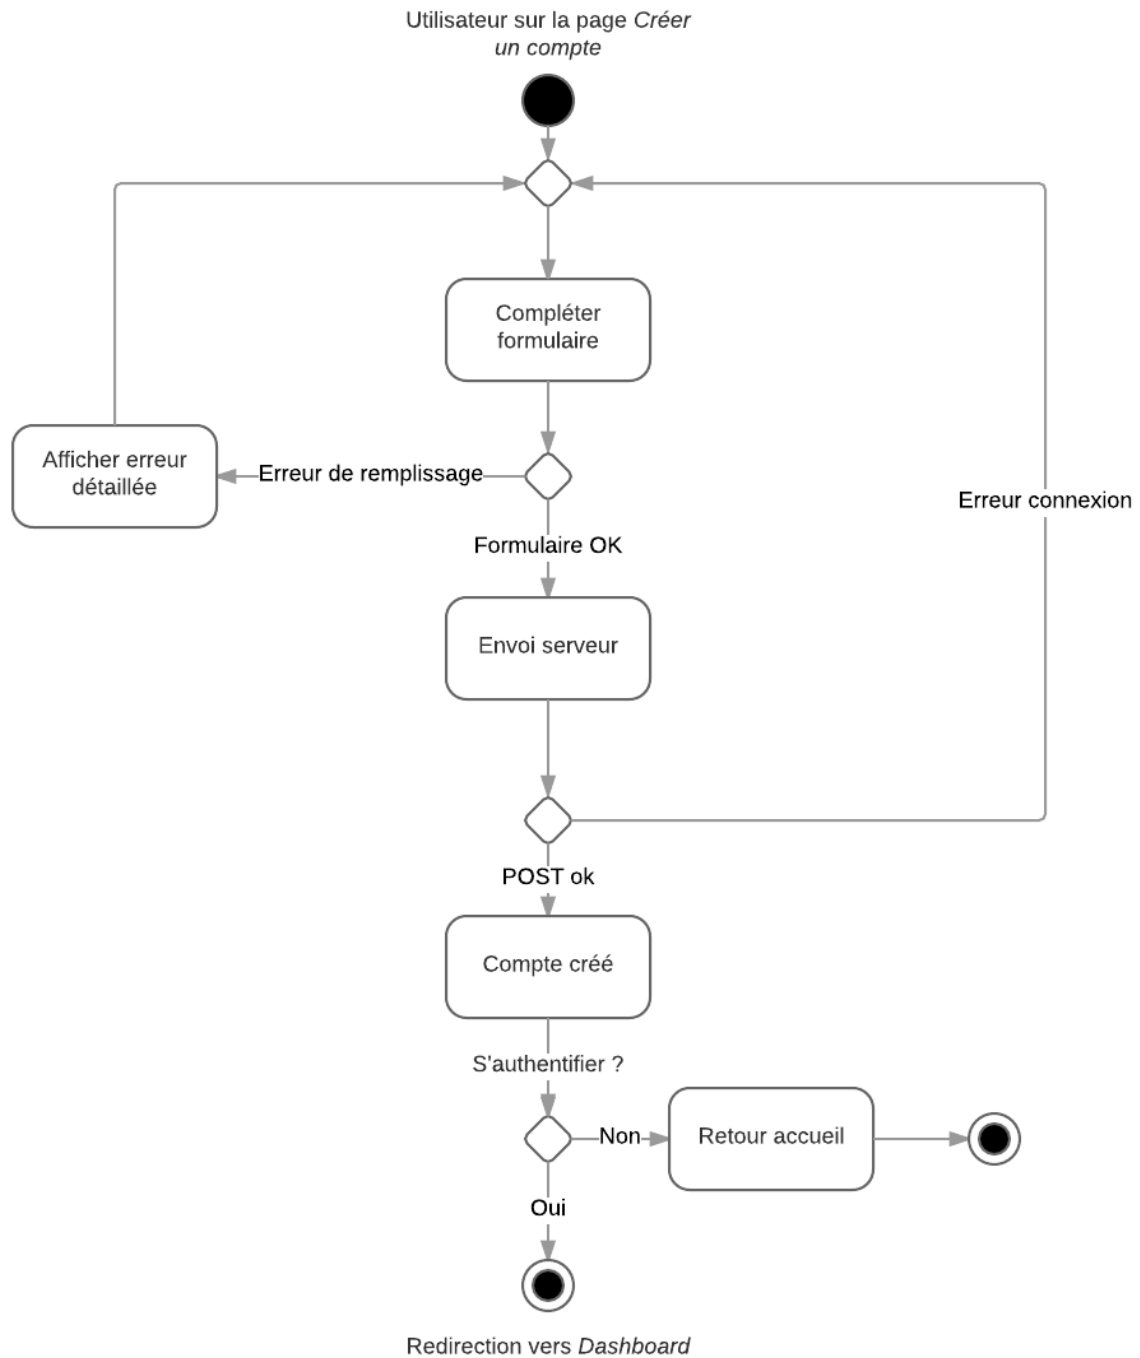 Utilisateur sur la page Créer
un compte
Compléter
formulaire
Afficher erreur
détaillée
Erreur de remplissage
Erreur connexion
Formulaire OK
Envoi serveur
POST ok
Compte créé
S'authentifier ?
Non
Retour accueil
Oui
Redirection vers Dashboard